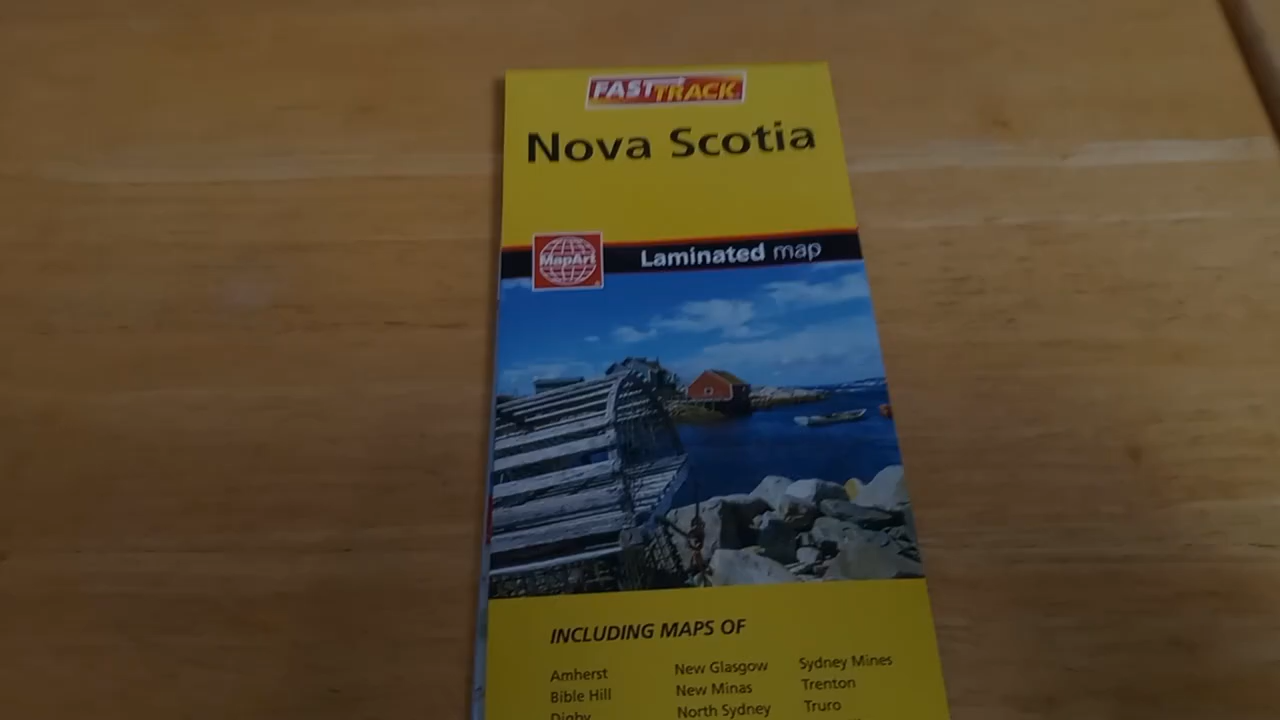 FAST TRACK
Nova Scotia
MapArt
Laminated map
INCLUDING MAPS OF
Amherst
Bible Hill
Digby
New Glasgow
New Minas
North Sydney
Sydney Mines
Trenton
Truro